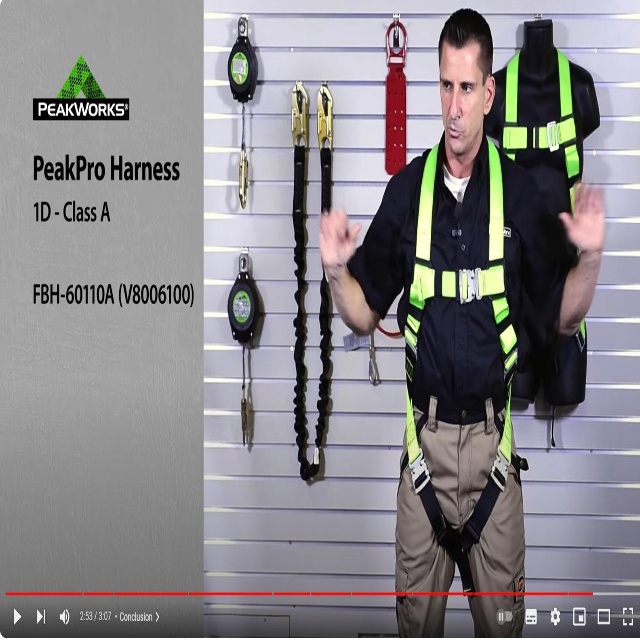 PEAKWORKS®
PeakPro Harness
1D - Class A
FBH-60110A (V8006100)
2:53 / 3:07 • Conclusion >